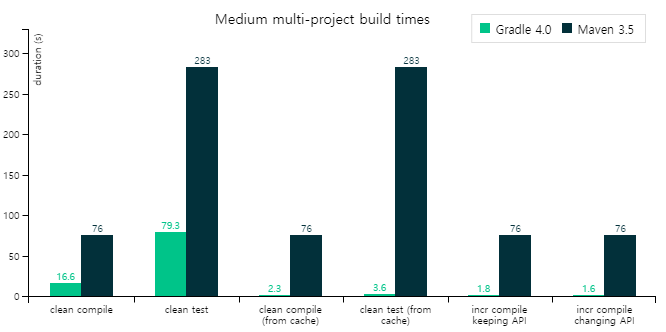 Medium multi-project build times
Gradle 4.0
Maven 3.5
duration (s)
300
250
200
150
100
50
0
16.6
76
79.3
283
2.3
76
3.6
283
1.8
76
1.6
76
clean compile
clean test
clean compile
(from cache)
clean test (from
cache)
incr compile
keeping API
incr compile
changing API